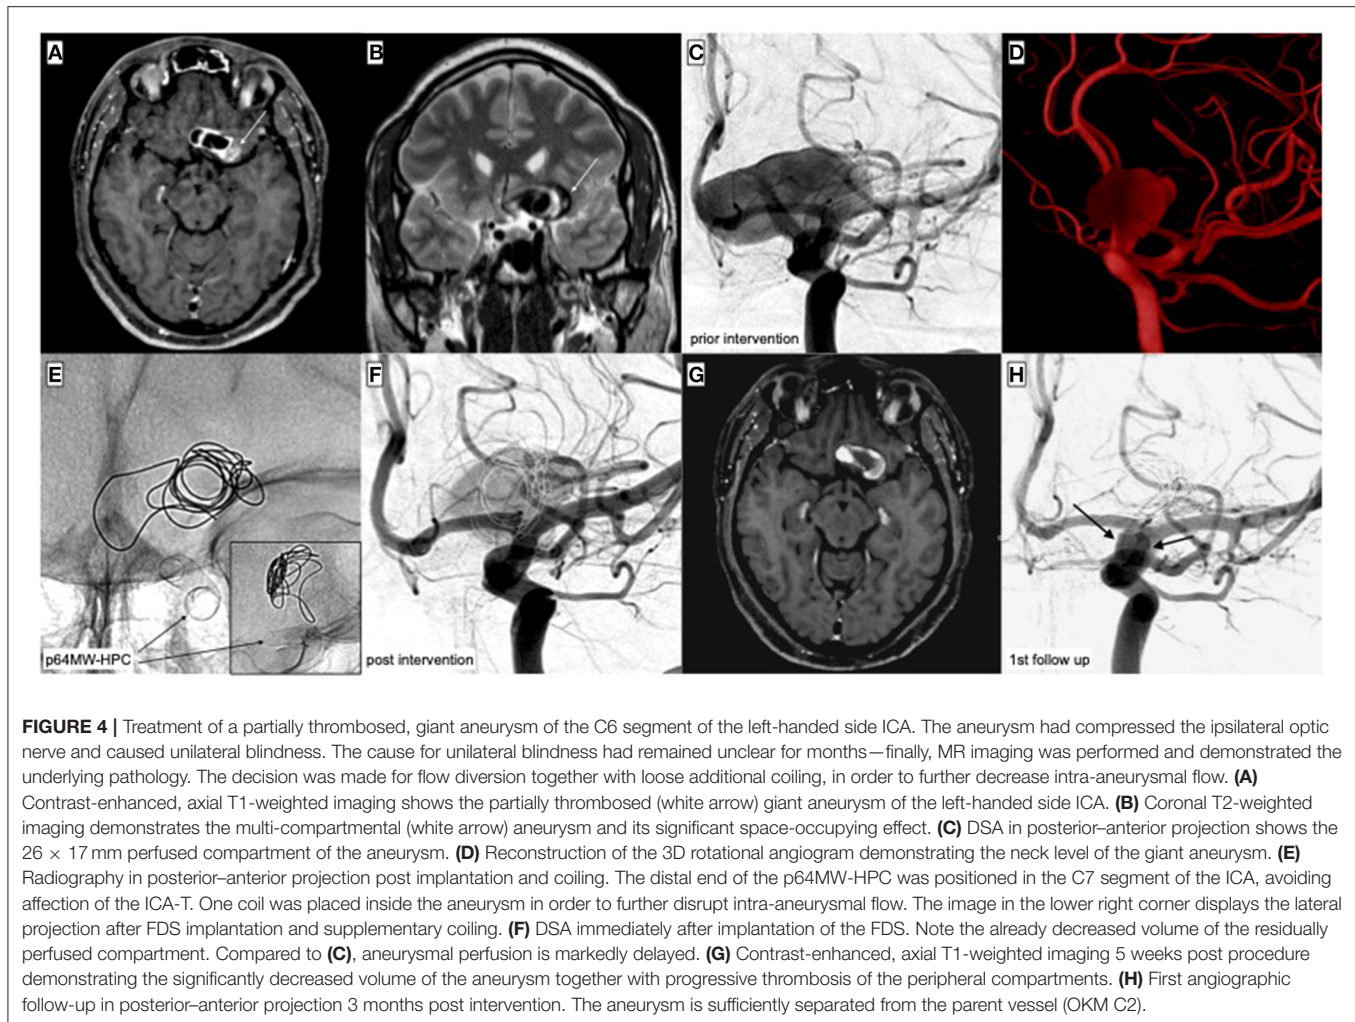 A
B
C
D
prior intervention
E
F
G
H
p64MW-HPC
post intervention
1st follow up
FIGURE 4 | Treatment of a partially thrombosed, giant aneurysm of the C6 segment of the left-handed side ICA. The aneurysm had compressed the ipsilateral optic
nerve and caused unilateral blindness. The cause for unilateral blindness had remained unclear for months—finally, MR imaging was performed and demonstrated the
underlying pathology. The decision was made for flow diversion together with loose additional coiling, in order to further decrease intra-aneurysmal flow. (A)
Contrast-enhanced, axial T1-weighted imaging shows the partially thrombosed (white arrow) giant aneurysm of the left-handed side ICA. (B) Coronal T2-weighted
imaging demonstrates the multi-compartmental (white arrow) aneurysm and its significant space-occupying effect. (C) DSA in posterior–anterior projection shows the
26 × 17 mm perfused compartment of the aneurysm. (D) Reconstruction of the 3D rotational angiogram demonstrating the neck level of the giant aneurysm. (E)
Radiography in posterior–anterior projection post implantation and coiling. The distal end of the p64MW-HPC was positioned in the C7 segment of the ICA, avoiding
affection of the ICA-T. One coil was placed inside the aneurysm in order to further disrupt intra-aneurysmal flow. The image in the lower right corner displays the lateral
projection after FDS implantation and supplementary coiling. (F) DSA immediately after implantation of the FDS. Note the already decreased volume of the residually
perfused compartment. Compared to (C), aneurysmal perfusion is markedly delayed. (G) Contrast-enhanced, axial T1-weighted imaging 5 weeks post procedure
demonstrating the significantly decreased volume of the aneurysm together with progressive thrombosis of the peripheral compartments. (H) First angiographic
follow-up in posterior–anterior projection 3 months post intervention. The aneurysm is sufficiently separated from the parent vessel (OKM C2).